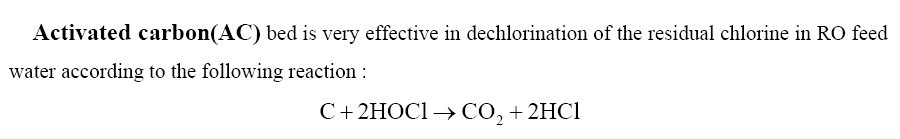 Activated carbon(AC) bed is very effective in dechlorination of the residual chlorine in RO feed
water according to the following reaction :
C + 2HOCl → CO₂ + 2HCl